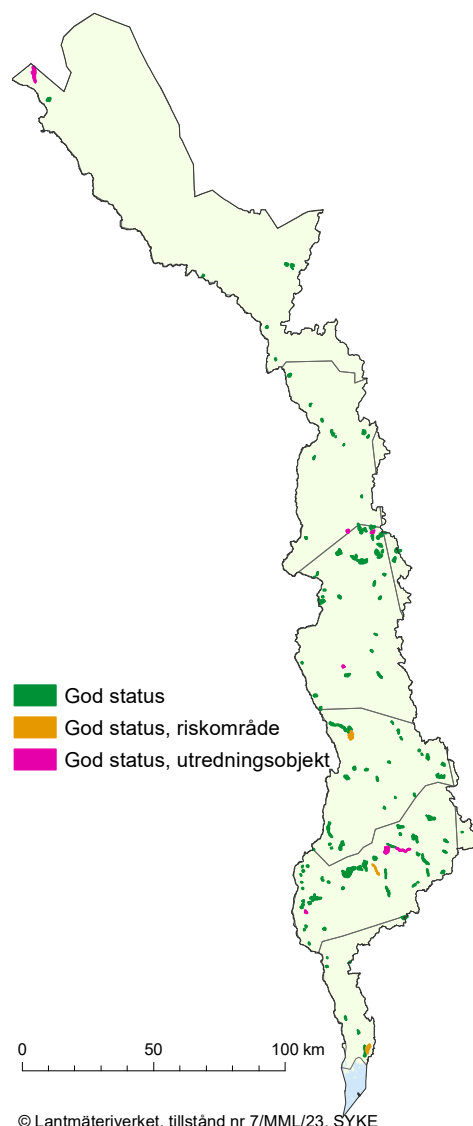 God status
God status, riskområde
God status, utredningsobjekt
0 50 100 km
© Lantmäteriverket, tillstånd nr 7/MML/23, SYKE